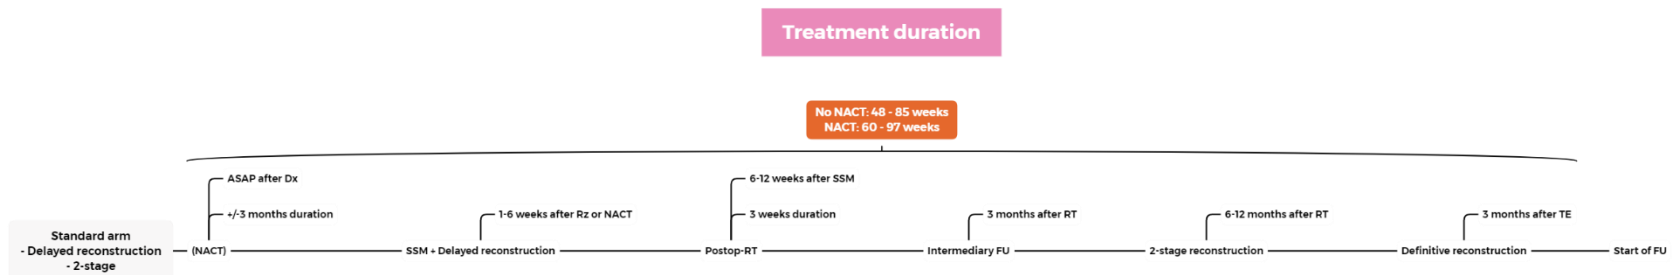 Treatment duration
No NACT: 48 - 85 weeks
NACT: 60 - 97 weeks
ASAP after Dx
6-12 weeks after SSM
+/-3 months duration
1-6 weeks after Rz or NACT
3 weeks duration
3 months after RT
6-12 months after RT
3 months after TE
Standard arm
- Delayed reconstruction
- 2-stage
(NACT)
SSM + Delayed reconstruction
Postop-RT
Intermediary FU
2-stage reconstruction
Definitive reconstruction
Start of FU